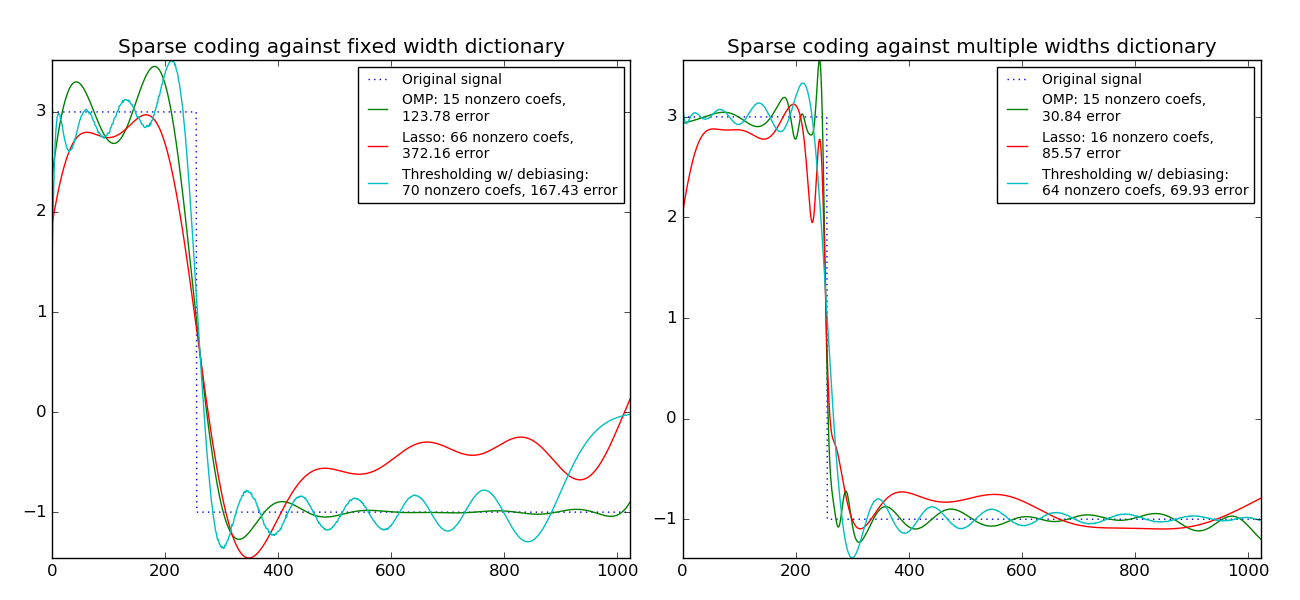 Sparse coding against fixed width dictionary
Original signal
OMP: 15 nonzero coefs,
123.78 error
Lasso: 66 nonzero coefs,
372.16 error
Thresholding w/ debiasing:
70 nonzero coefs, 167.43 error
3
2
1
0
−1
0
200
400
600
800
1000
Sparse coding against multiple widths dictionary
Original signal
OMP: 15 nonzero coefs,
30.84 error
Lasso: 16 nonzero coefs,
85.57 error
Thresholding w/ debiasing:
64 nonzero coefs, 69.93 error
3
2
1
0
−1
0
200
400
600
800
1000